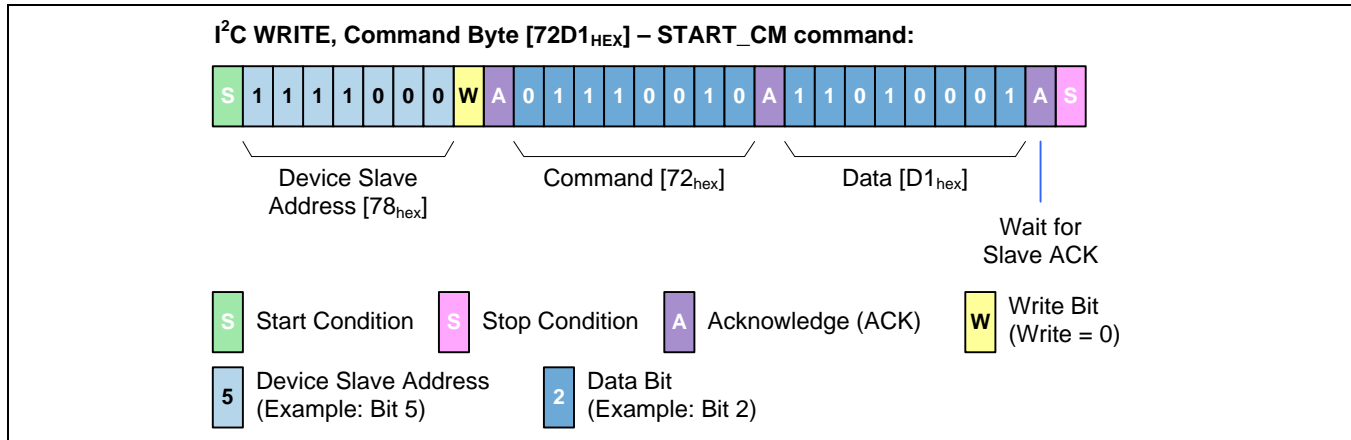 I²C WRITE, Command Byte [72D1HEX] – START_CM command:
S 1 1 1 1 0 0 0 W A 0 1 1 1 0 0 1 0 A 1 1 0 1 0 0 0 1 A S
Device Slave Address [78hex]
Command [72hex]
Data [D1hex]
Wait for Slave ACK
S Start Condition
S Stop Condition
A Acknowledge (ACK)
W Write Bit (Write = 0)
5 Device Slave Address (Example: Bit 5)
2 Data Bit (Example: Bit 2)